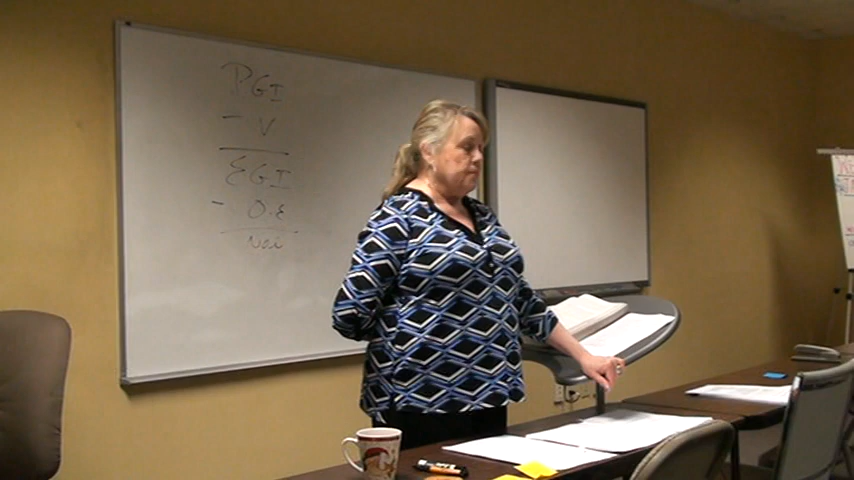 PGI
- V
EGI
- O.E
NOI